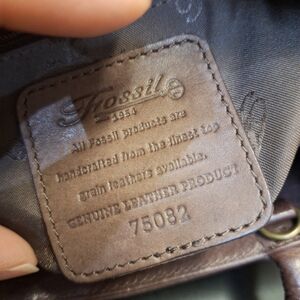 Fossil
1954
All Fossil products are
handcrafted from the finest top
grain leathers available.
GENUINE LEATHER PRODUCT
75082